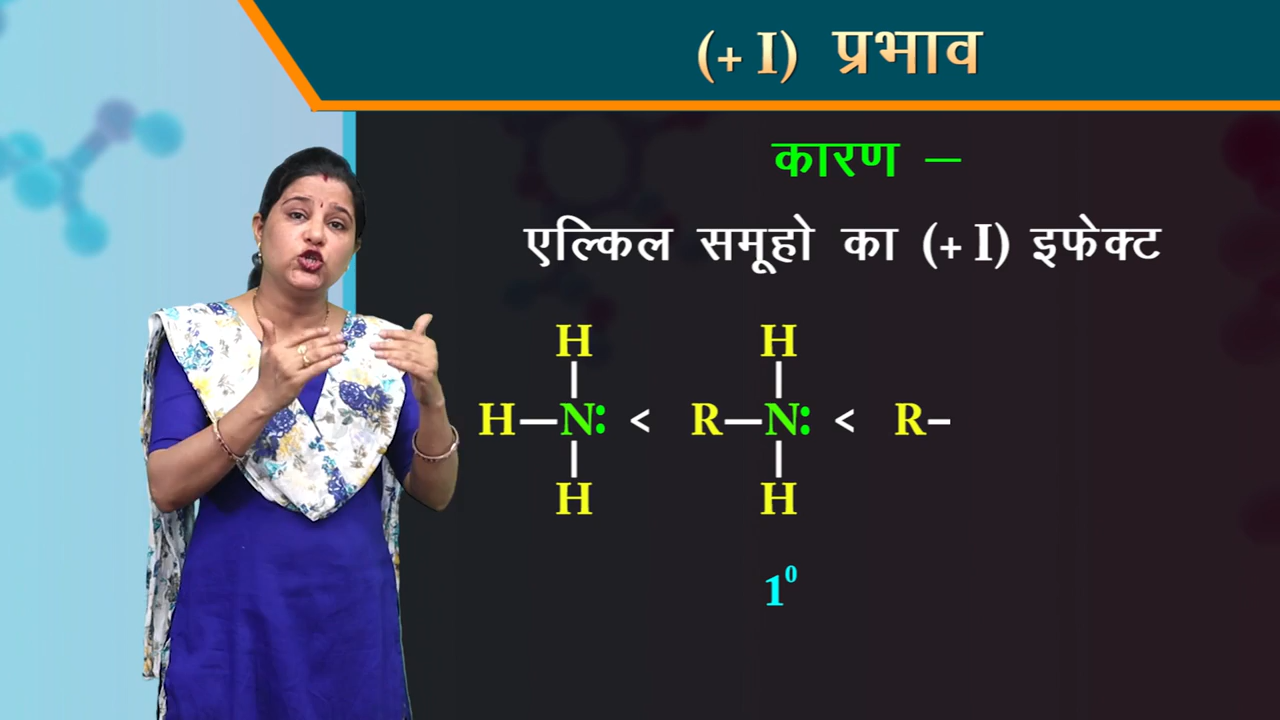 (+ I) प्रभाव
कारण –
एल्किल समूहो का (+ I) इफेक्ट
H H
H–N: < R–N: < R–
H H
1⁰